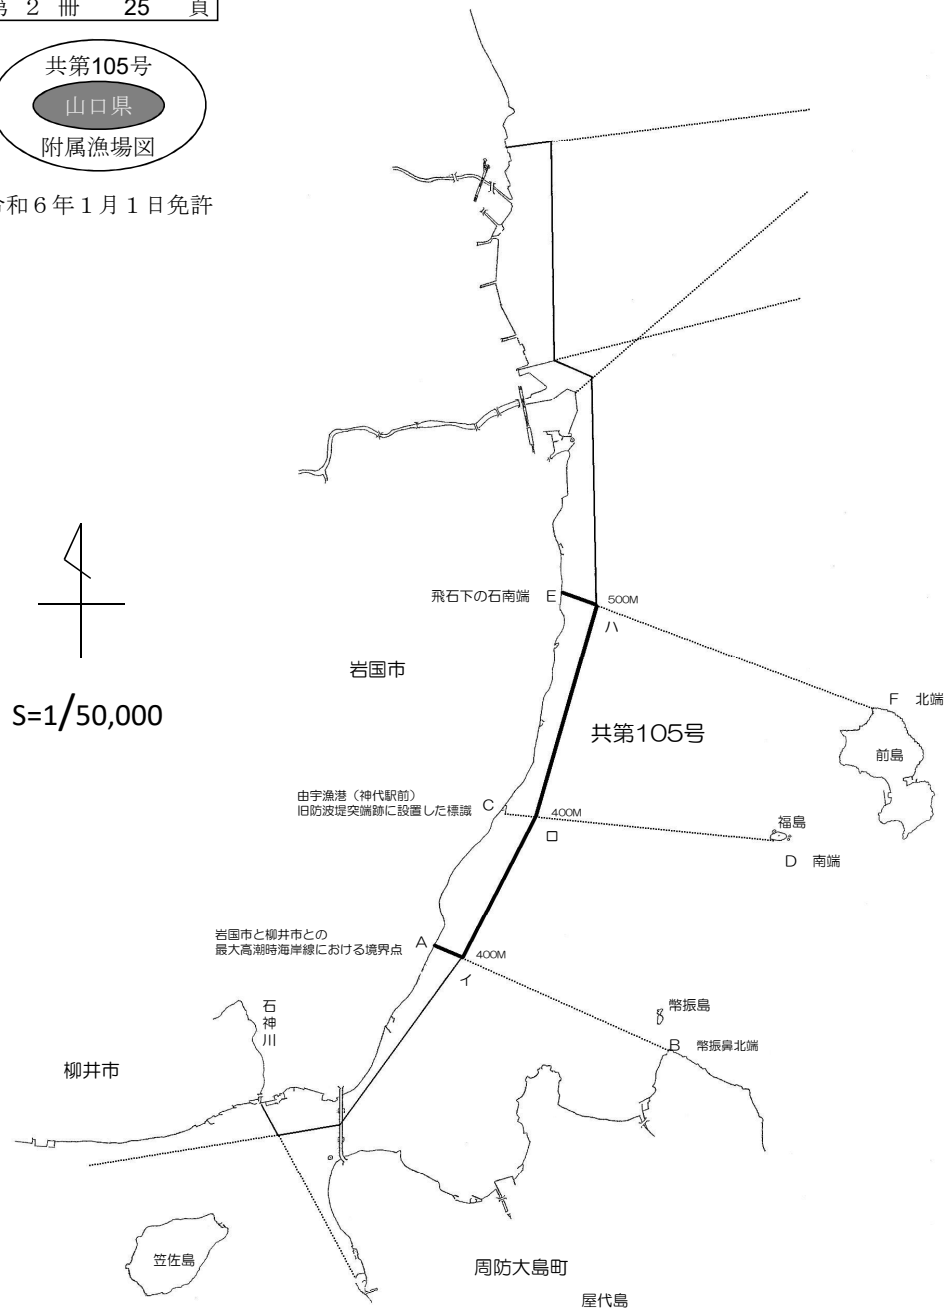 第 2 冊 25 頁
共第105号
山口県
附属漁場図
令和６年１月１日免許
S=1/50,000
飛石下の石南端 E
500M
ハ
岩国市
F 北端
前島
共第105号
由宇漁港（神代駅前）
旧防波堤突端跡に設置した標識 C
400M
ロ
福島
D 南端
岩国市と柳井市との
最大高潮時海岸線における境界点 A
400M
イ
石神川
幣振島
B 幣振鼻北端
柳井市
笠佐島
周防大島町
屋代島